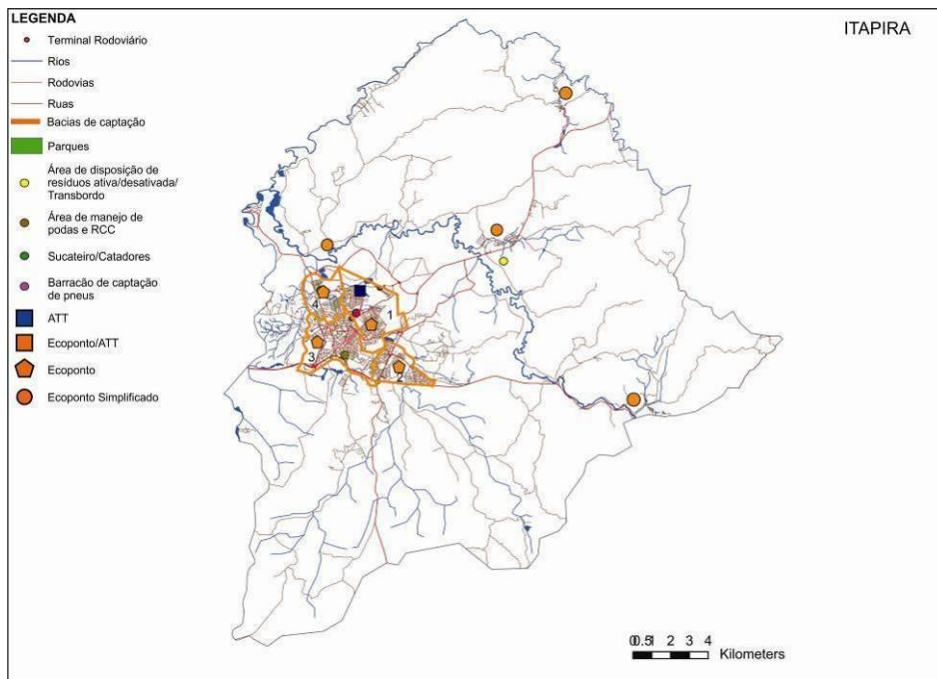 LEGENDA
Terminal Rodoviário
Rios
Rodovias
Ruas
Bacias de captação
Parques
Área de disposição de
resíduos ativa/desativada/
Transbordo
Área de manejo de
podas e RCC
Sucateiro/Catadores
Barracão de captação
de pneus
ATT
Ecoponto/ATT
Ecoponto
Ecoponto Simplificado
ITAPIRA
4
1
3
2
0 0.5 1 2 3 4
Kilometers